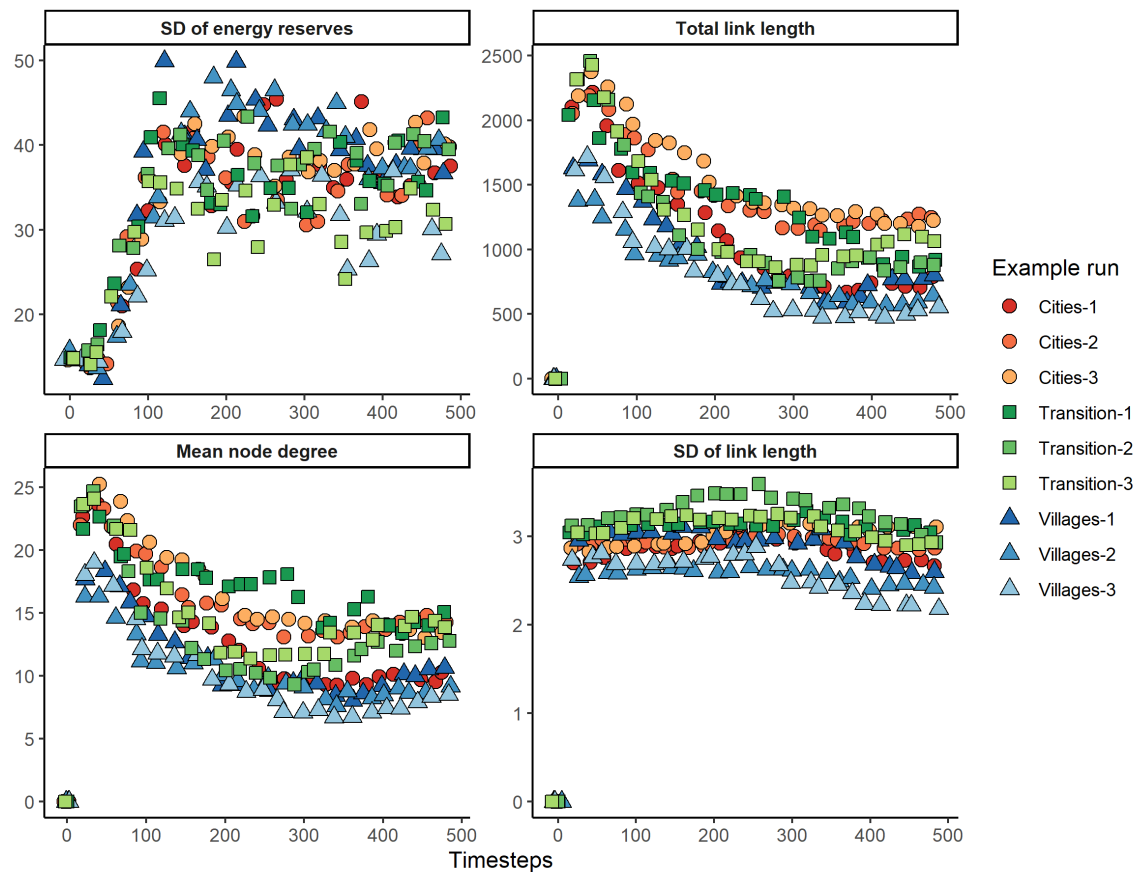 SD of energy reserves
50
40
30
20
0 100 200 300 400 500
Total link length
2500
2000
1500
1000
500
0
0 100 200 300 400 500
Mean node degree
25
20
15
10
5
0
0 100 200 300 400 500
SD of link length
3
2
1
0
0 100 200 300 400 500
Timesteps
Example run
Cities-1
Cities-2
Cities-3
Transition-1
Transition-2
Transition-3
Villages-1
Villages-2
Villages-3